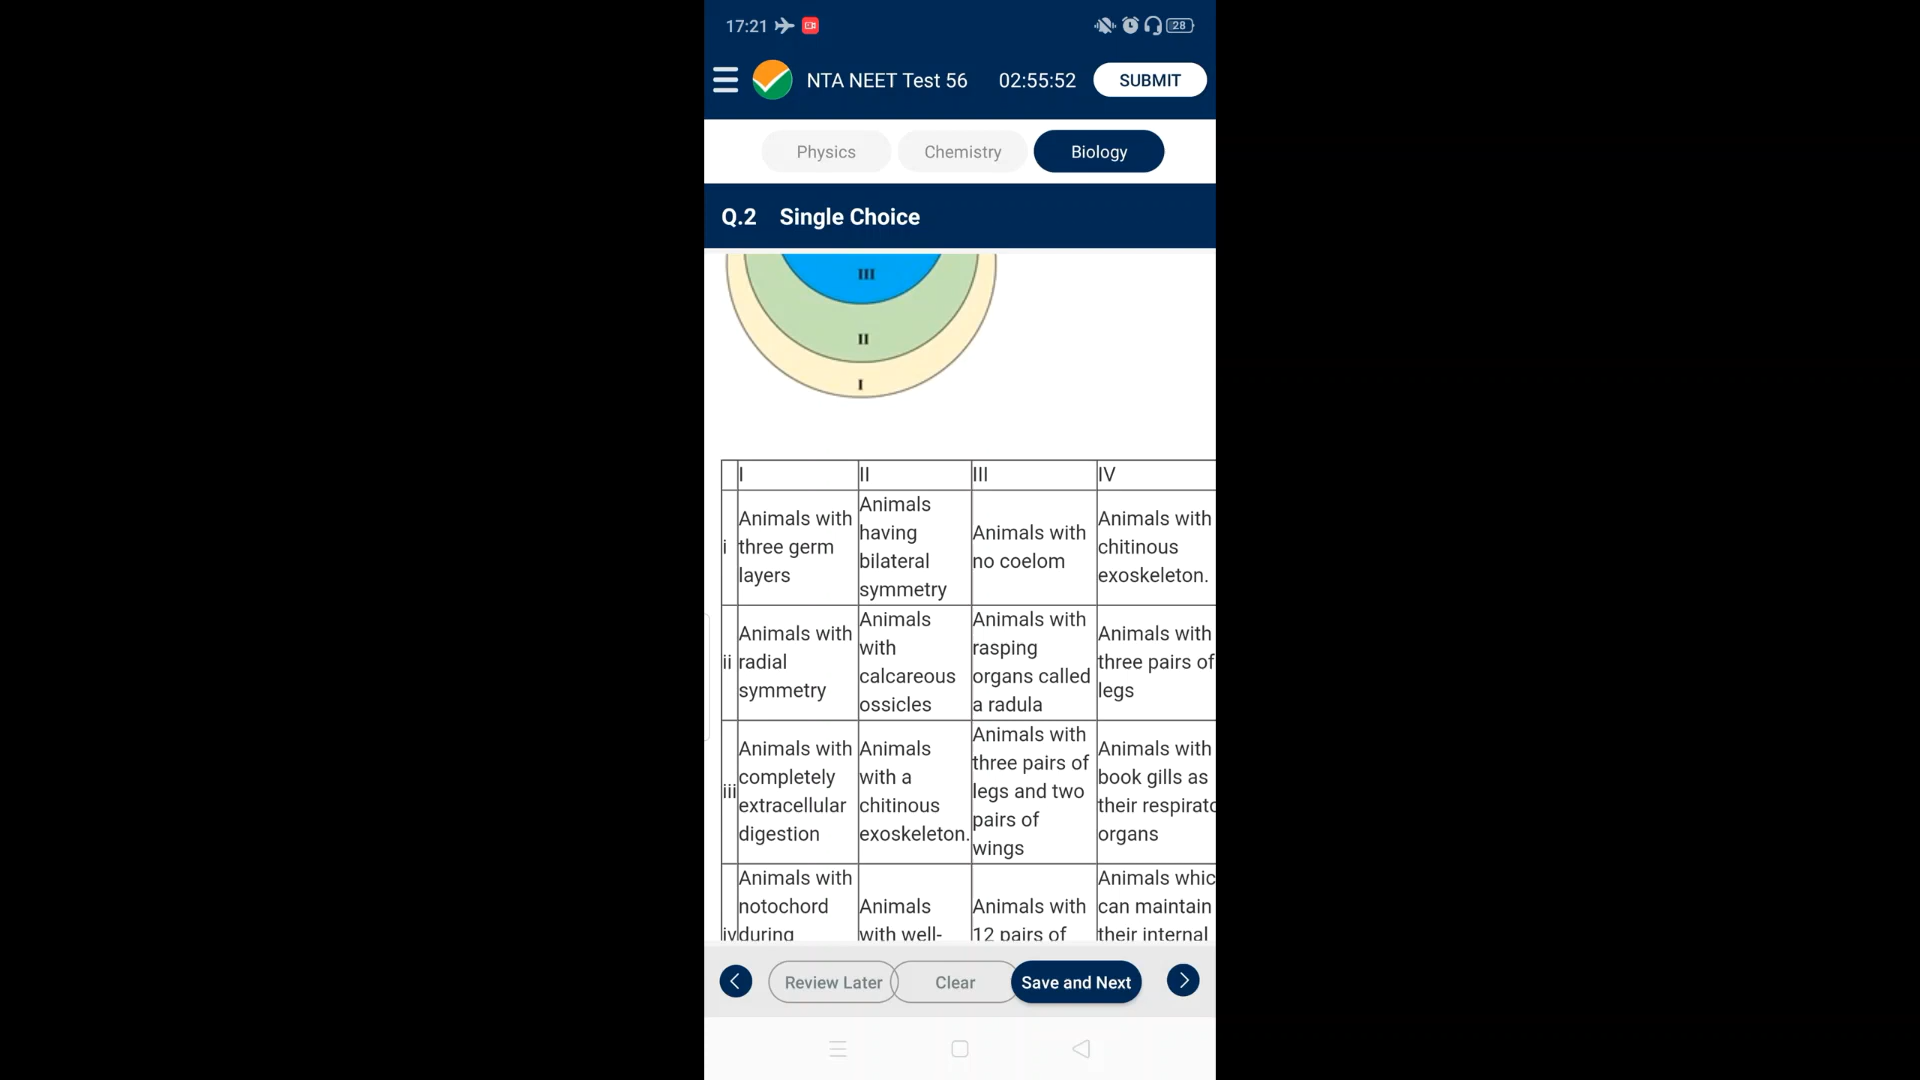 17:21 28
NTA NEET Test 56 02:55:52 SUBMIT
Physics Chemistry Biology
Q.2 Single Choice
III
II
I
I II III IV
i
Animals with
three germ
layers
Animals
having
bilateral
symmetry
Animals with
no coelom
Animals with
chitinous
exoskeleton.
ii
Animals with
radial
symmetry
Animals
with
calcareous
ossicles
Animals with
rasping
organs called
a radula
Animals with
three pairs of
legs
iii
Animals with
completely
extracellular
digestion
Animals
with a
chitinous
exoskeleton.
Animals with
three pairs of
legs and two
pairs of
wings
Animals with
book gills as
their respirato
organs
iv
Animals with
notochord
during
Animals
with well-
Animals with
12 pairs of
Animals whic
can maintain
their internal
Review Later Clear Save and Next